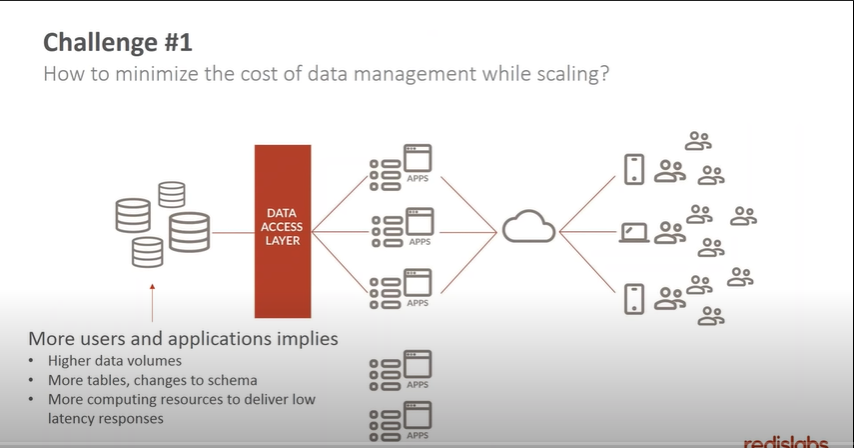 Challenge #1
How to minimize the cost of data management while scaling?
APPS
DATA
ACCESS
LAYER
APPS
APPS
More users and applications implies
• Higher data volumes
• More tables, changes to schema
• More computing resources to deliver low
latency responses
APPS
APPS
redislabs